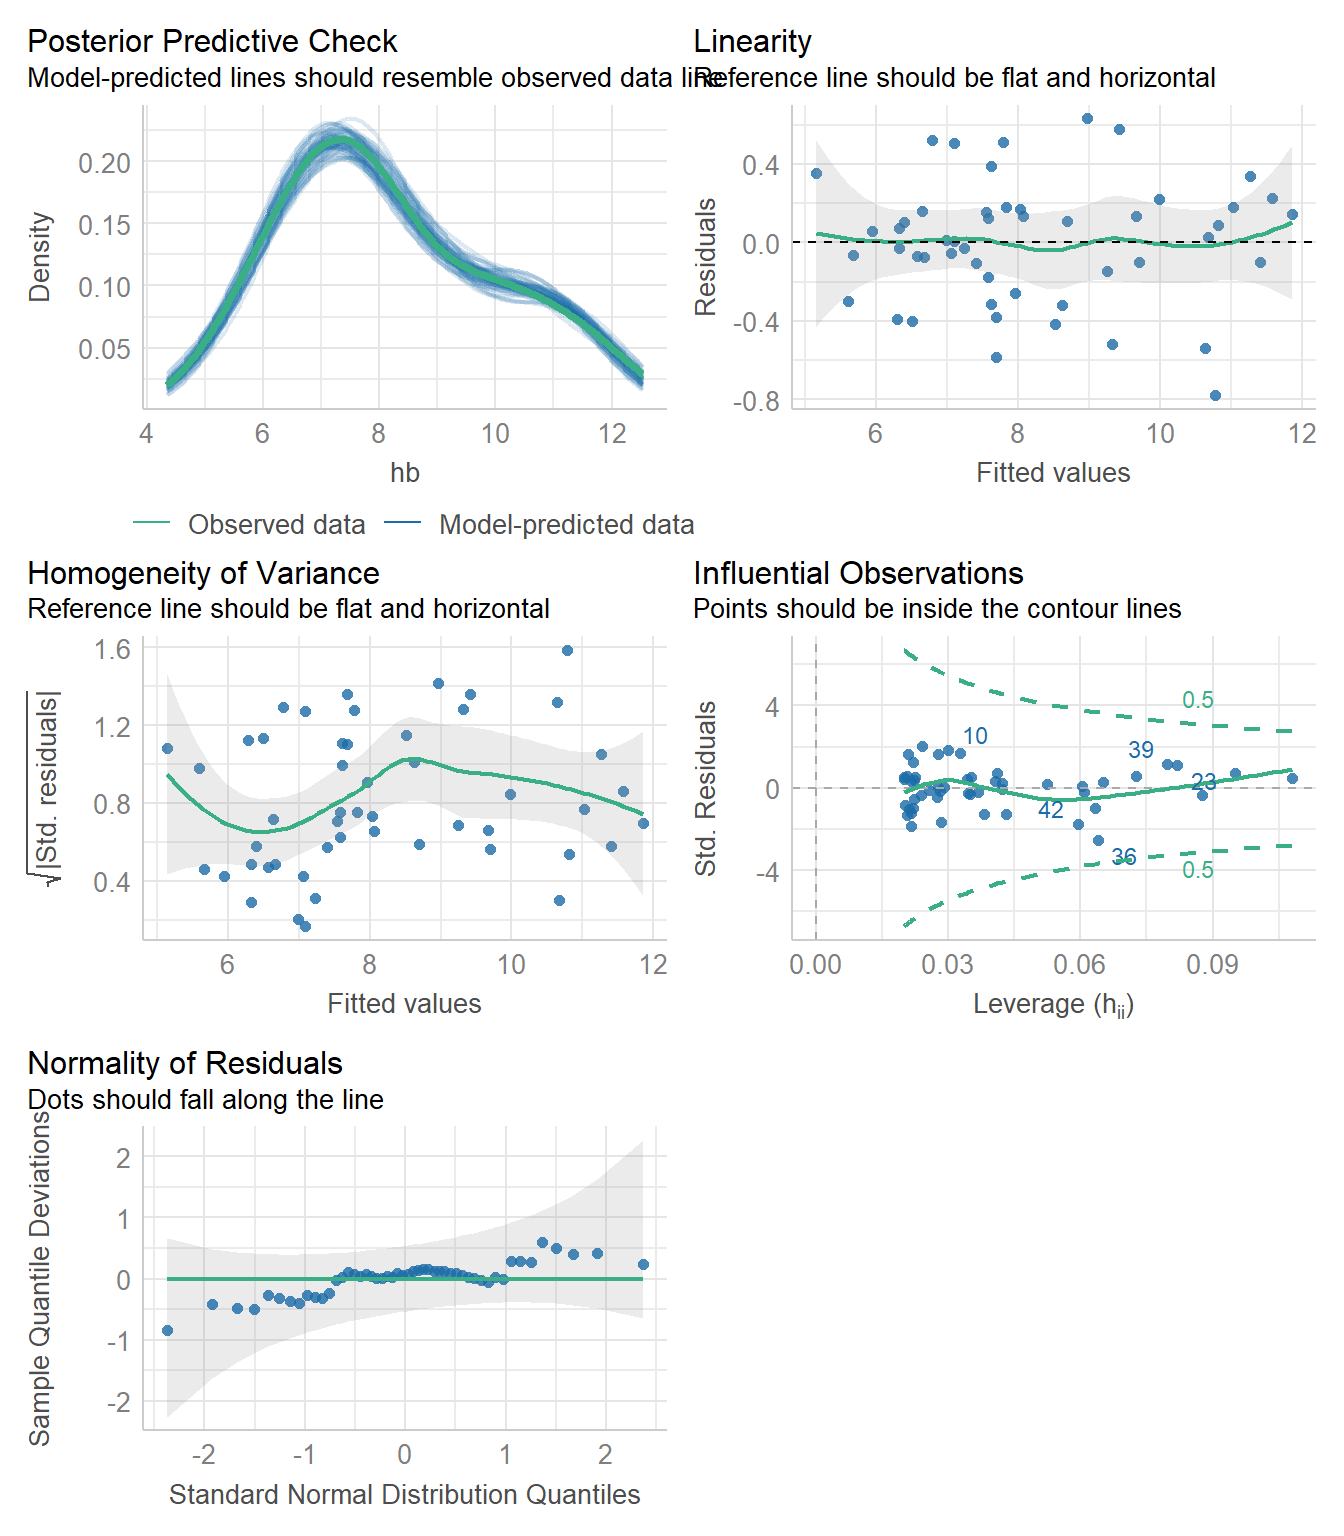 Posterior Predictive Check
Model-predicted lines should resemble observed data line
Density
0.20
0.15
0.10
0.05
4 6 8 10 12
hb
Observed data Model-predicted data
Linearity
Reference line should be flat and horizontal
Residuals
0.4
0.0
-0.4
-0.8
6 8 10 12
Fitted values
Homogeneity of Variance
Reference line should be flat and horizontal
√|Std. residuals|
1.6
1.2
0.8
0.4
6 8 10 12
Fitted values
Influential Observations
Points should be inside the contour lines
Std. Residuals
4
0
-4
0.5
10
39
23
42
36
0.5
0.00 0.03 0.06 0.09
Leverage (hii)
Normality of Residuals
Dots should fall along the line
Sample Quantile Deviations
2
1
0
-1
-2
-2 -1 0 1 2
Standard Normal Distribution Quantiles